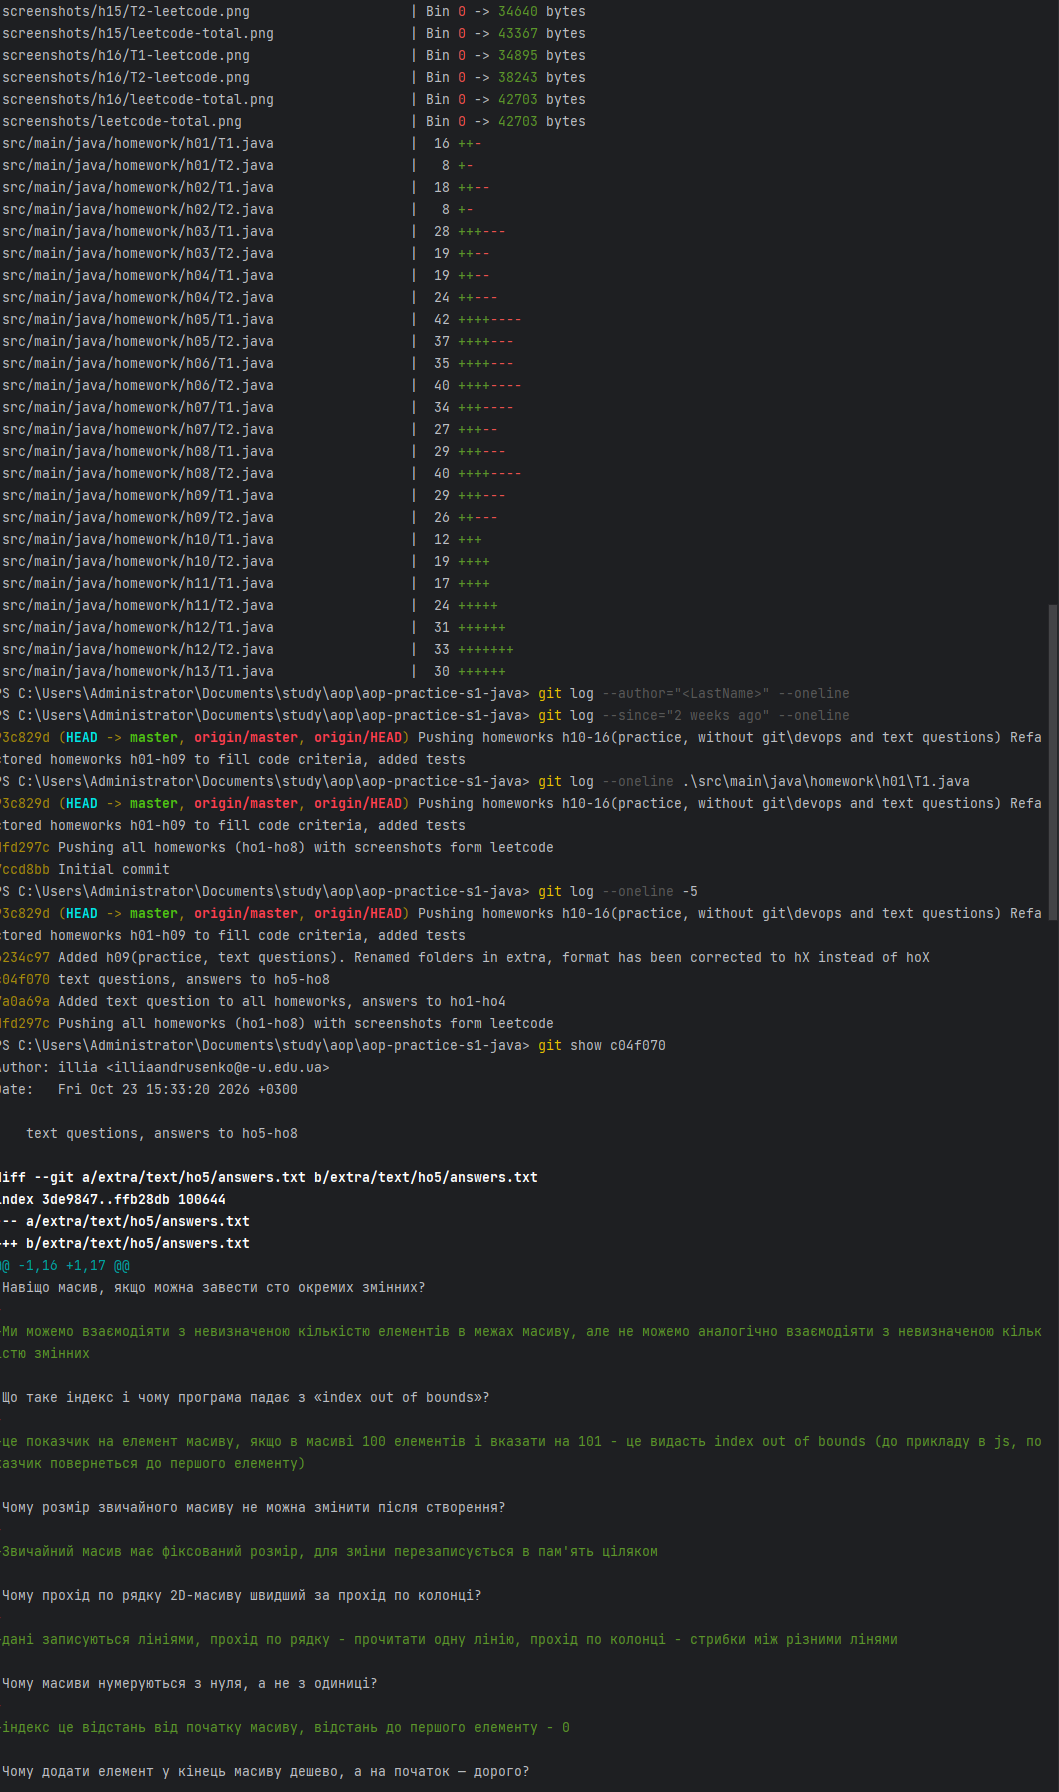 screenshots/h15/T2-leetcode.png | Bin 0 -> 34640 bytes
screenshots/h15/leetcode-total.png | Bin 0 -> 43367 bytes
screenshots/h16/T1-leetcode.png | Bin 0 -> 34895 bytes
screenshots/h16/T2-leetcode.png | Bin 0 -> 38243 bytes
screenshots/h16/leetcode-total.png | Bin 0 -> 42703 bytes
screenshots/leetcode-total.png | Bin 0 -> 42703 bytes
src/main/java/homework/h01/T1.java | 16 ++-
src/main/java/homework/h01/T2.java | 8 +-
src/main/java/homework/h02/T1.java | 18 ++--
src/main/java/homework/h02/T2.java | 8 +-
src/main/java/homework/h03/T1.java | 28 +++---
src/main/java/homework/h03/T2.java | 19 ++--
src/main/java/homework/h04/T1.java | 19 ++--
src/main/java/homework/h04/T2.java | 24 ++---
src/main/java/homework/h05/T1.java | 42 ++++----
src/main/java/homework/h05/T2.java | 37 ++++---
src/main/java/homework/h06/T1.java | 35 ++++---
src/main/java/homework/h06/T2.java | 40 ++++----
src/main/java/homework/h07/T1.java | 34 +++----
src/main/java/homework/h07/T2.java | 27 +++--
src/main/java/homework/h08/T1.java | 29 +++---
src/main/java/homework/h08/T2.java | 40 ++++----
src/main/java/homework/h09/T1.java | 29 +++---
src/main/java/homework/h09/T2.java | 26 ++---
src/main/java/homework/h10/T1.java | 12 +++
src/main/java/homework/h10/T2.java | 19 ++++
src/main/java/homework/h11/T1.java | 17 ++++
src/main/java/homework/h11/T2.java | 24 +++++
src/main/java/homework/h12/T1.java | 31 ++++++
src/main/java/homework/h12/T2.java | 33 +++++++
src/main/java/homework/h13/T1.java | 30 ++++++
PS C:\Users\Administrator\Documents\study\aop\aop-practice-s1-java> git log --author="<LastName>" --oneline
PS C:\Users\Administrator\Documents\study\aop\aop-practice-s1-java> git log --since="2 weeks ago" --oneline
93c829d (HEAD -> master, origin/master, origin/HEAD) Pushing homeworks h10-16(practice, without git\devops and text questions) Refa
ctored homeworks h01-h09 to fill code criteria, added tests
PS C:\Users\Administrator\Documents\study\aop\aop-practice-s1-java> git log --oneline .\src\main\java\homework\h01\T1.java
93c829d (HEAD -> master, origin/master, origin/HEAD) Pushing homeworks h10-16(practice, without git\devops and text questions) Refa
ctored homeworks h01-h09 to fill code criteria, added tests
fd297c Pushing all homeworks (ho1-ho8) with screenshots form leetcode
7ccd8bb Initial commit
PS C:\Users\Administrator\Documents\study\aop\aop-practice-s1-java> git log --oneline -5
93c829d (HEAD -> master, origin/master, origin/HEAD) Pushing homeworks h10-16(practice, without git\devops and text questions) Refa
ctored homeworks h01-h09 to fill code criteria, added tests
234c97 Added h09(practice, text questions). Renamed folders in extra, format has been corrected to hX instead of hoX
c04f070 text questions, answers to ho5-ho8
7a0a69a Added text question to all homeworks, answers to ho1-ho4
fd297c Pushing all homeworks (ho1-ho8) with screenshots form leetcode
PS C:\Users\Administrator\Documents\study\aop\aop-practice-s1-java> git show c04f070
Author: illia <illiaandrusenko@e-u.edu.ua>
Date: Fri Oct 23 15:33:20 2026 +0300
text questions, answers to ho5-ho8
diff --git a/extra/text/ho5/answers.txt b/extra/text/ho5/answers.txt
index 3de9847..ffb28db 100644
--- a/extra/text/ho5/answers.txt
+++ b/extra/text/ho5/answers.txt
@@ -1,16 +1,17 @@
Навіщо масив, якщо можна завести сто окремих змінних?
-
+Ми можемо взаємодіяти з невизначеною кількістю елементів в межах масиву, але не можемо аналогічно взаємодіяти з невизначеною кільк
істю змінних
Що таке індекс і чому програма падає з «index out of bounds»?
-
+це показчик на елемент масиву, якщо в масиві 100 елементів і вказати на 101 - це видасть index out of bounds (до прикладу в js, по
казчик повернеться до першого елементу)
Чому розмір звичайного масиву не можна змінити після створення?
-
+Звичайний масив має фіксований розмір, для зміни перезаписується в пам'ять ціляком
Чому прохід по рядку 2D-масиву швидший за прохід по колонці?
-
+дані записуються лініями, прохід по рядку - прочитати одну лінію, прохід по колонці - стрибки між різними лінями
Чому масиви нумеруються з нуля, а не з одиниці?
-
+індекс це відстань від початку масиву, відстань до першого елементу - 0
Чому додати елемент у кінець масиву дешево, а на початок — дорого?